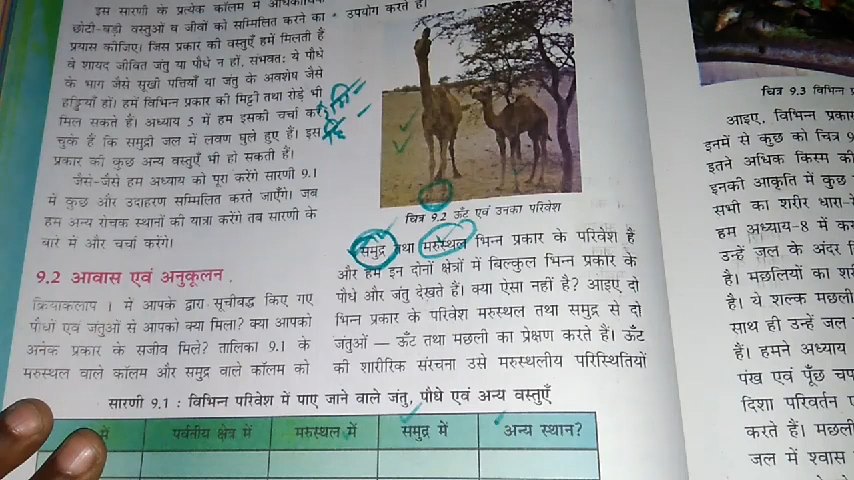 इस सारणी के प्रत्येक कॉलम में
छोटी-बड़ी वस्तुओं व जीवों को सम्मिलित करने का
प्रयास कीजिए। जिस प्रकार की वस्तुएँ हमें मिलती हैं
वे शायद जीवित जंतु या पौधे न हों, संभवतः ये पौधे
के भाग जैसे सूखी पत्तियाँ या जंतु के अवशेष जैसे
हड्डियाँ हों। हमें विभिन्न प्रकार की मिट्टी तथा रोड़े भी
मिल सकते हैं। अध्याय 5 में हम इसकी चर्चा कर
चुके हैं कि समुद्री जल में लवण घुले हुए हैं। इस
प्रकार की कुछ अन्य वस्तुएँ भी हो सकती हैं।
जैसे-जैसे हम अध्याय को पूरा करेंगे सारणी 9.1
में कुछ और उदाहरण सम्मिलित करते जाएँगे। जब
हम अन्य रोचक स्थानों की यात्रा करेंगे तब सारणी के
बारे में और चर्चा करेंगे।
9.2 आवास एवं अनुकूलन
क्रियाकलाप 1 में आपके द्वारा सूचीबद्ध किए गए
पौधों एवं जंतुओं से आपको क्या मिला? क्या आपको
अनेक प्रकार के सजीव मिले? तालिका 9.1 के
मरुस्थल वाले कॉलम और समुद्र वाले कॉलम को
उपयोग करते हैं।
चित्र 9.2 ऊँट एवं उनका परिवेश
समुद्र तथा मरुस्थल भिन्न प्रकार के परिवेश हैं
और हम इन दोनों क्षेत्रों में बिल्कुल भिन्न प्रकार के
पौधे और जंतु देखते हैं। क्या ऐसा नहीं है? आइए दो
भिन्न प्रकार के परिवेश मरुस्थल तथा समुद्र से दो
जंतुओं — ऊँट तथा मछली का प्रेक्षण करते हैं। ऊँट
की शारीरिक संरचना उसे मरुस्थलीय परिस्थितियों
सारणी 9.1 : विभिन्न परिवेश में पाए जाने वाले जंतु, पौधे एवं अन्य वस्तुएँ
में पर्वतीय क्षेत्र में मरुस्थल में समुद्र में अन्य स्थान?
चित्र 9.3 विभिन्न
आइए, विभिन्न प्रकार
इनमें से कुछ को चित्र
इतने अधिक किस्म की
इनकी आकृति में कुछ
सभी का शरीर धारा
हम अध्याय-8 में
उन्हें जल के अंदर
है। मछलियों का
है। ये शल्क मछली
साथ ही उन्हें जल
हैं। हमने अध्याय
पंख एवं पूँछ
दिशा परिवर्तन
करते हैं। मछली
जल में श्वास